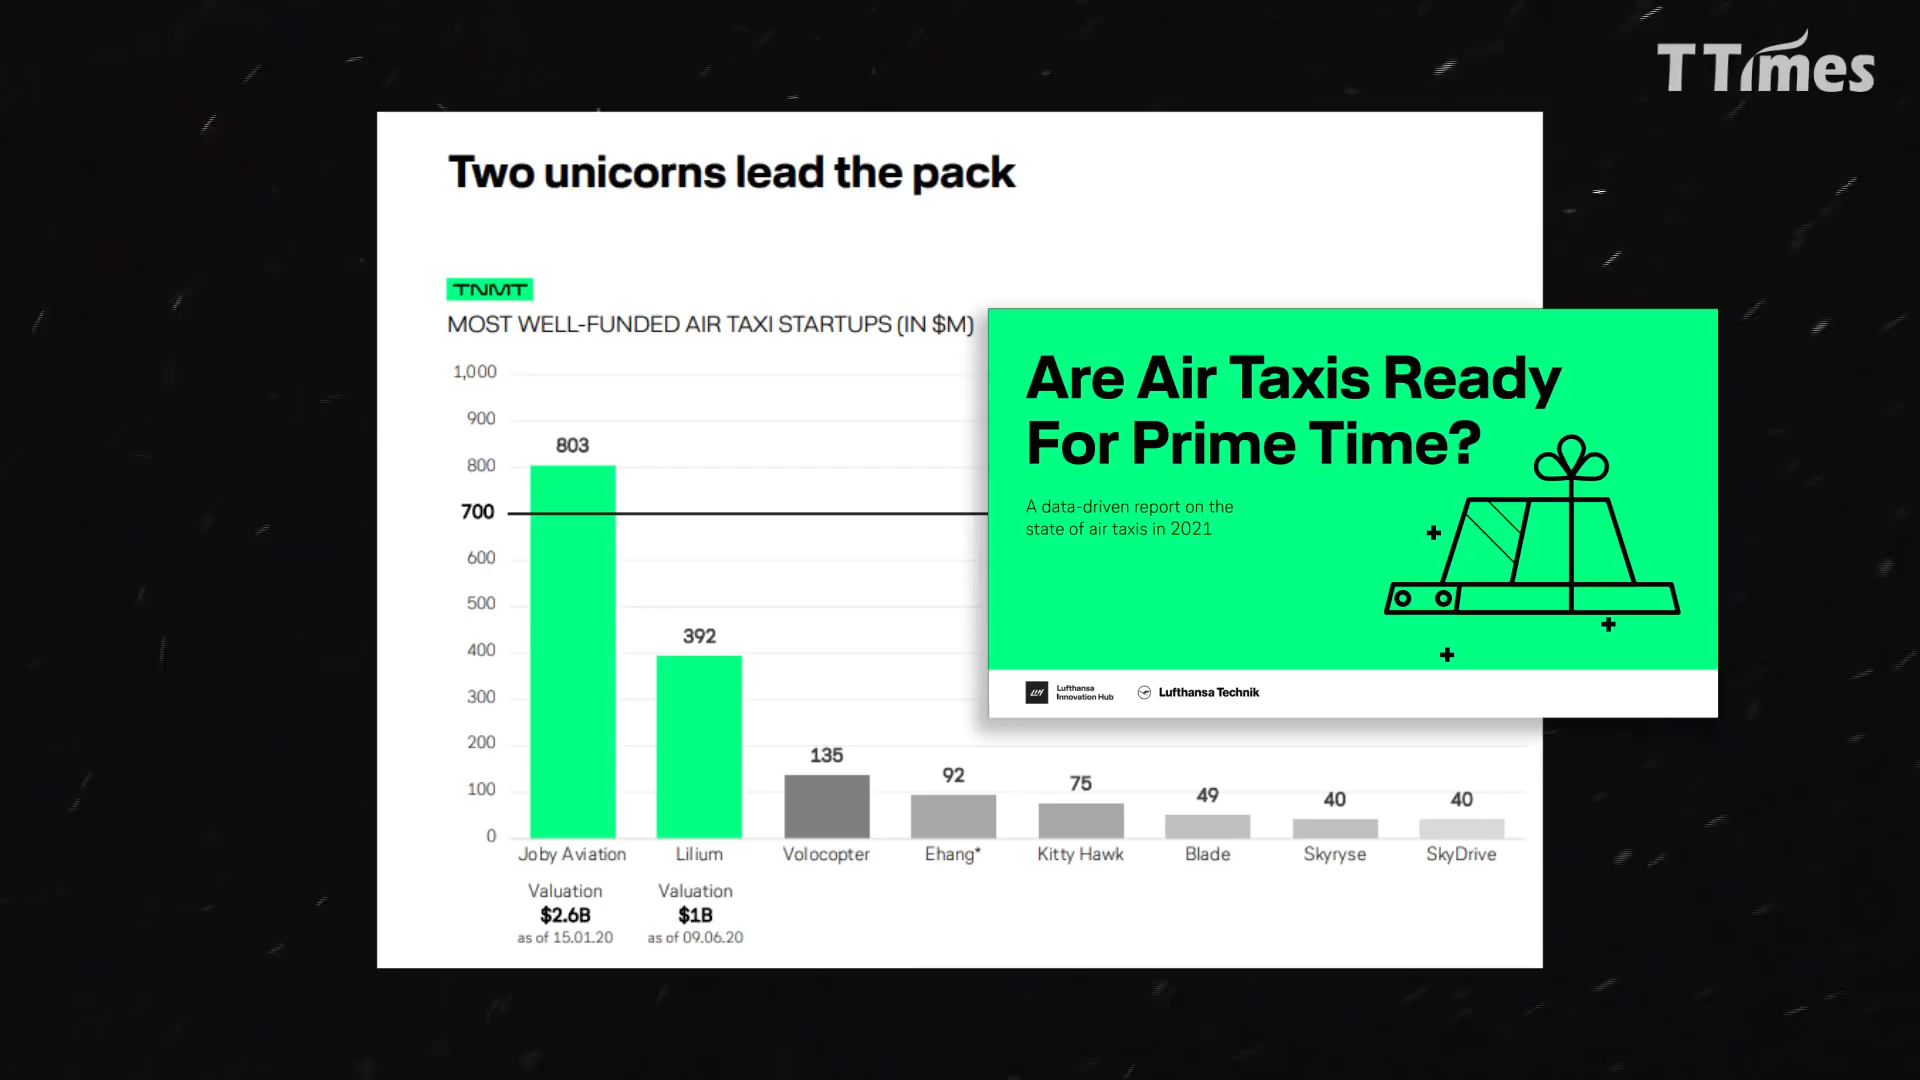 TTimes
Two unicorns lead the pack
TNMT
MOST WELL-FUNDED AIR TAXI STARTUPS (IN $M)
1,000
900
800
700
600
500
400
300
200
100
0
803
392
135
92
75
49
40
40
Joby Aviation
Lilium
Volocopter
Ehang*
Kitty Hawk
Blade
Skyryse
SkyDrive
Valuation
$2.6B
as of 15.01.20
Valuation
$1B
as of 09.06.20
Are Air Taxis Ready
For Prime Time?
A data-driven report on the
state of air taxis in 2021
LIH
Lufthansa
Innovation Hub
Lufthansa Technik